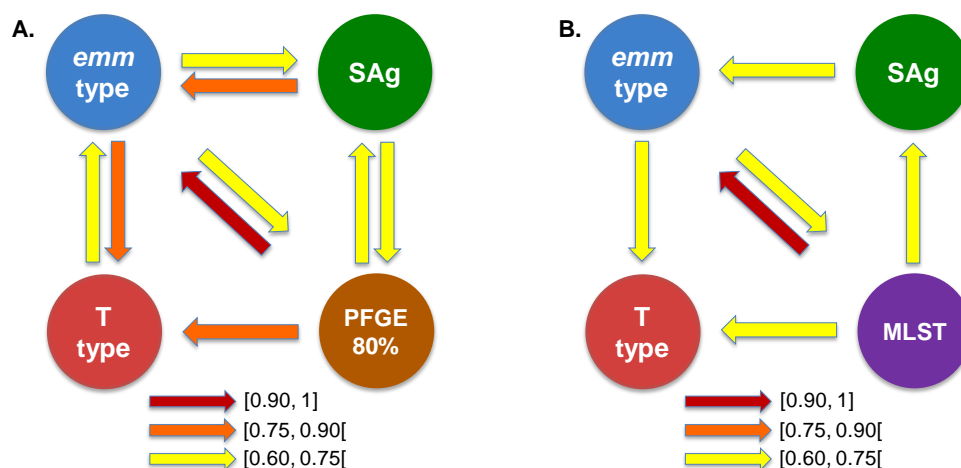 A.
emm
type
SAg
T
type
PFGE
80%
[0.90, 1]
[0.75, 0.90[
[0.60, 0.75[
B.
emm
type
SAg
T
type
MLST
[0.90, 1]
[0.75, 0.90[
[0.60, 0.75[